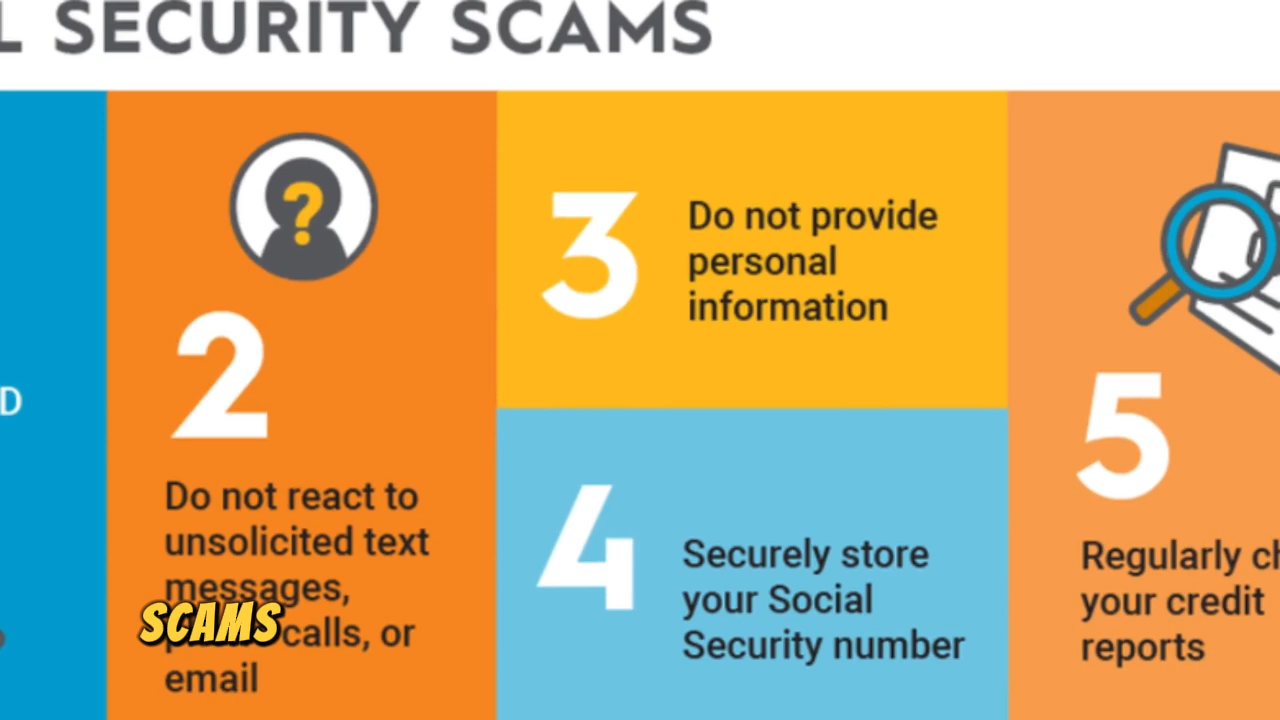 L SECURITY SCAMS
D
?
2
Do not react to
unsolicited text
messages,
calls, or
email
SCAMS
3
Do not provide
personal
information
4
Securely store
your Social
Security number
5
Regularly
your credit
reports